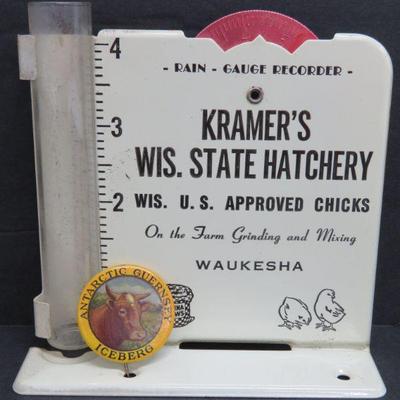 4
- RAIN - GAUGE RECORDER -
KRAMER'S
3
WIS. STATE HATCHERY
2
WIS. U. S. APPROVED CHICKS
On the Farm Grinding and Mixing
WAUKESHA
ANTARCTIC GUERNSEY
ICEBERG